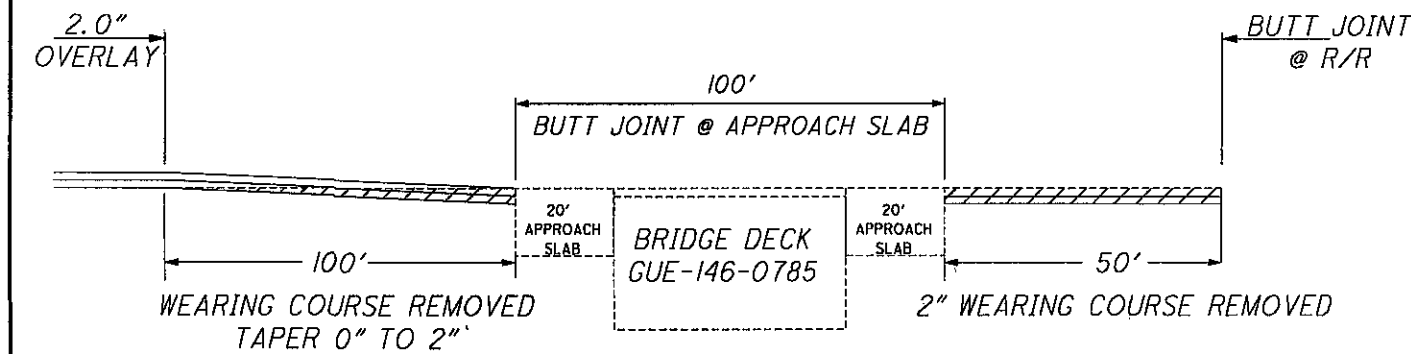 2.0"
OVERLAY
BUTT JOINT
@ R/R
100'
BUTT JOINT @ APPROACH SLAB
20'
APPROACH
SLAB
BRIDGE DECK
GUE-146-0785
20'
APPROACH
SLAB
100'
WEARING COURSE REMOVED
TAPER 0" TO 2"
50'
2" WEARING COURSE REMOVED